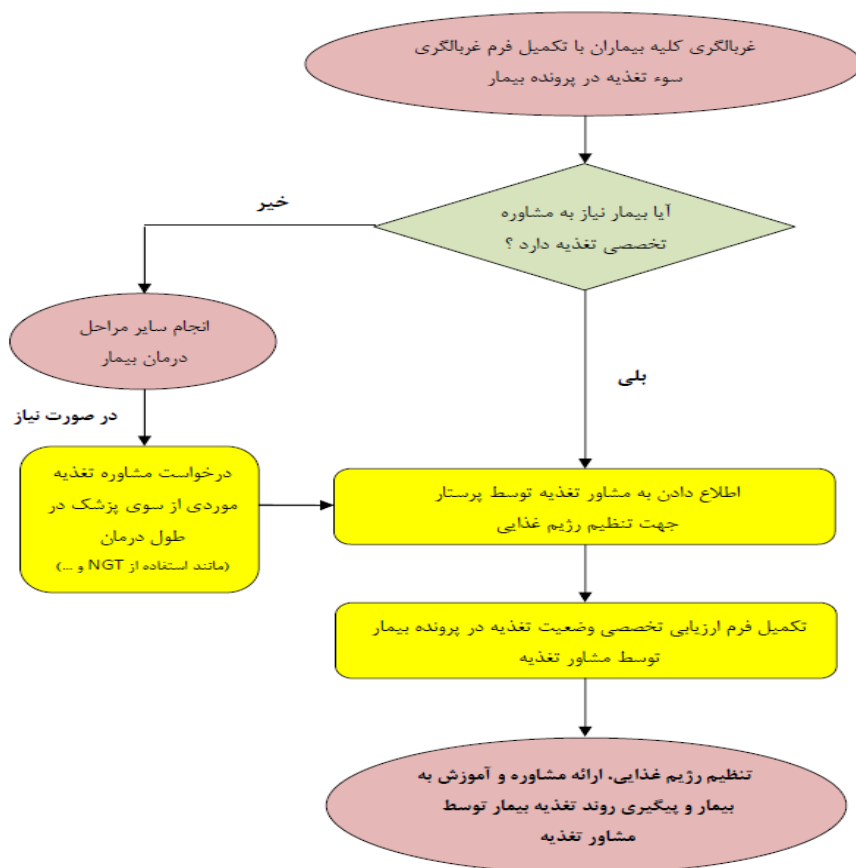 غربالگری کلیه بیماران با تکمیل فرم غربالگری
سوء تغذیه در پرونده بیمار
آیا بیمار نیاز به مشاوره
تخصصی تغذیه دارد ؟
خیر
انجام سایر مراحل
درمان بیمار
بلی
در صورت نیاز
درخواست مشاوره تغذیه
موردی از سوی پزشک در
طول درمان
(مانند استفاده از NGT و ...)
اطلاع دادن به مشاور تغذیه توسط پرستار
جهت تنظیم رژیم غذایی
تکمیل فرم ارزیابی تخصصی وضعیت تغذیه در پرونده بیمار
توسط مشاور تغذیه
تنظیم رژیم غذایی، ارائه مشاوره و آموزش به
بیمار و پیگیری روند تغذیه بیمار توسط
مشاور تغذیه